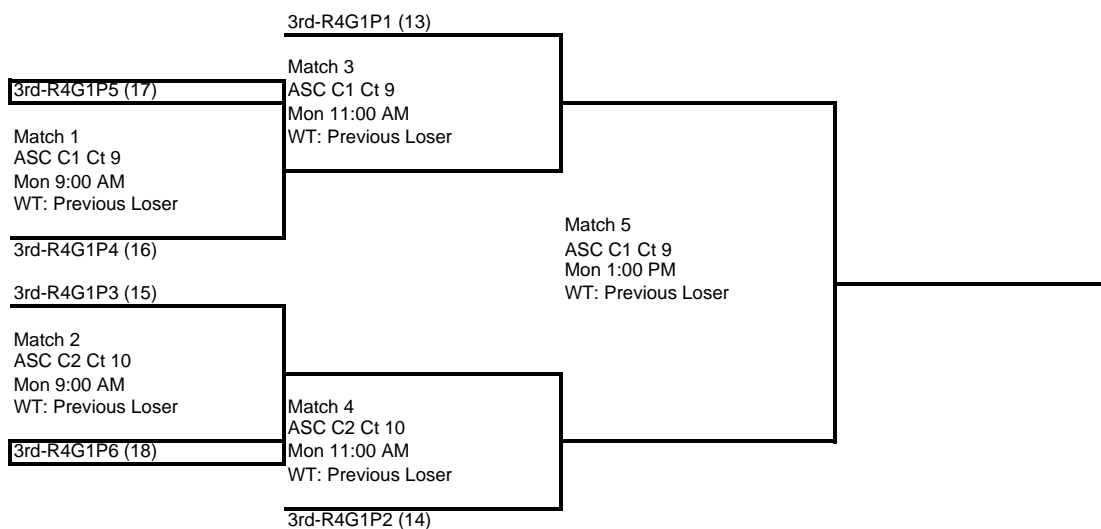 3rd-R4G1P1 (13)
Match 3
ASC C1 Ct 9
Mon 11:00 AM
WT: Previous Loser
3rd-R4G1P5 (17)
Match 1
ASC C1 Ct 9
Mon 9:00 AM
WT: Previous Loser
3rd-R4G1P4 (16)
Match 5
ASC C1 Ct 9
Mon 1:00 PM
WT: Previous Loser
3rd-R4G1P3 (15)
Match 2
ASC C2 Ct 10
Mon 9:00 AM
WT: Previous Loser
3rd-R4G1P6 (18)
Match 4
ASC C2 Ct 10
Mon 11:00 AM
WT: Previous Loser
3rd-R4G1P2 (14)